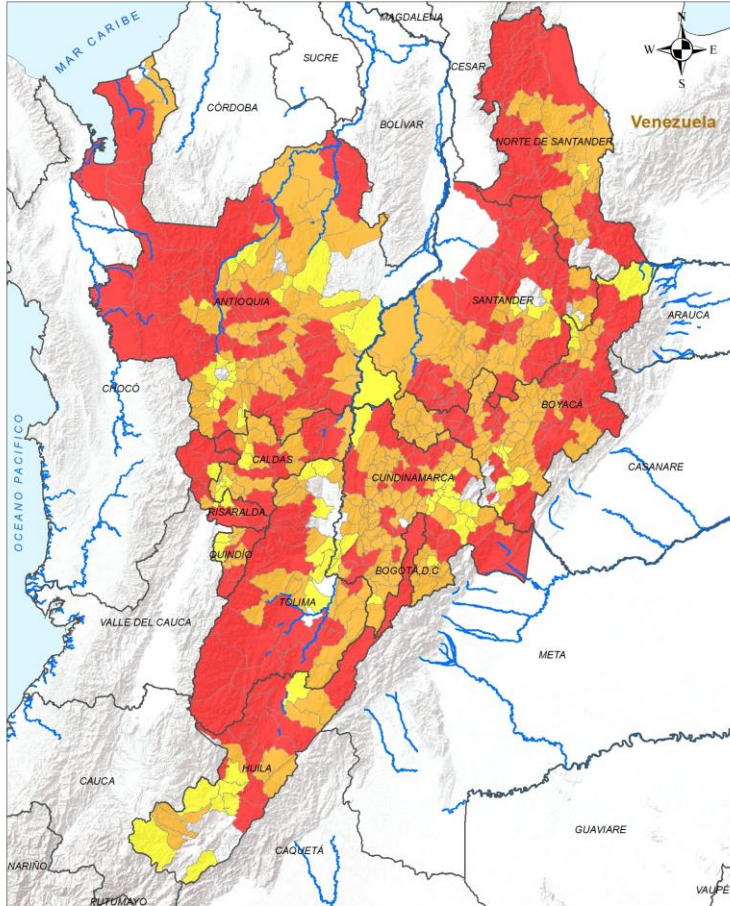 MAGDALENA
N
MAR CARIBE
W
E
S
SUCRE
CESAR
CÓRDOBA
BOLÍVAR
Venezuela
NORTE DE SANTANDER
ANTIOQUIA
SANTANDER
ARAUCA
CHOCÓ
BOYACÁ
OCEANO PACIFICO
CALDAS
CUNDINAMARCA
CASANARE
RISARALDA
QUINDÍO
BOGOTÁ, D.C
TOLIMA
VALLE DEL CAUCA
META
HUILA
CAUCA
GUAVIARE
CAQUETÁ
NARIÑO
PUTUMAYO
VAUPÉ